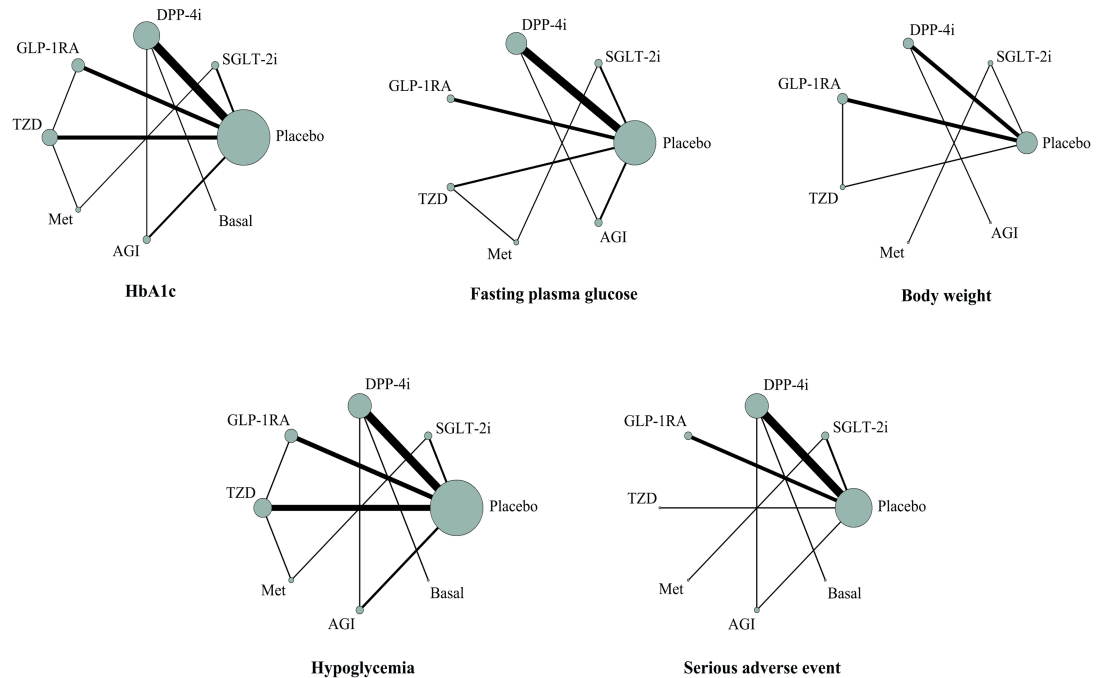 DPP-4i
GLP-1RA
SGLT-2i
TZD
Placebo
Met
Basal
AGI
HbA1c
DPP-4i
SGLT-2i
GLP-1RA
Placebo
TZD
AGI
Met
Fasting plasma glucose
DPP-4i
SGLT-2i
GLP-1RA
Placebo
TZD
AGI
Met
Body weight
DPP-4i
GLP-1RA
SGLT-2i
TZD
Placebo
Met
Basal
AGI
Hypoglycemia
DPP-4i
GLP-1RA
SGLT-2i
TZD
Placebo
Met
Basal
AGI
Serious adverse event